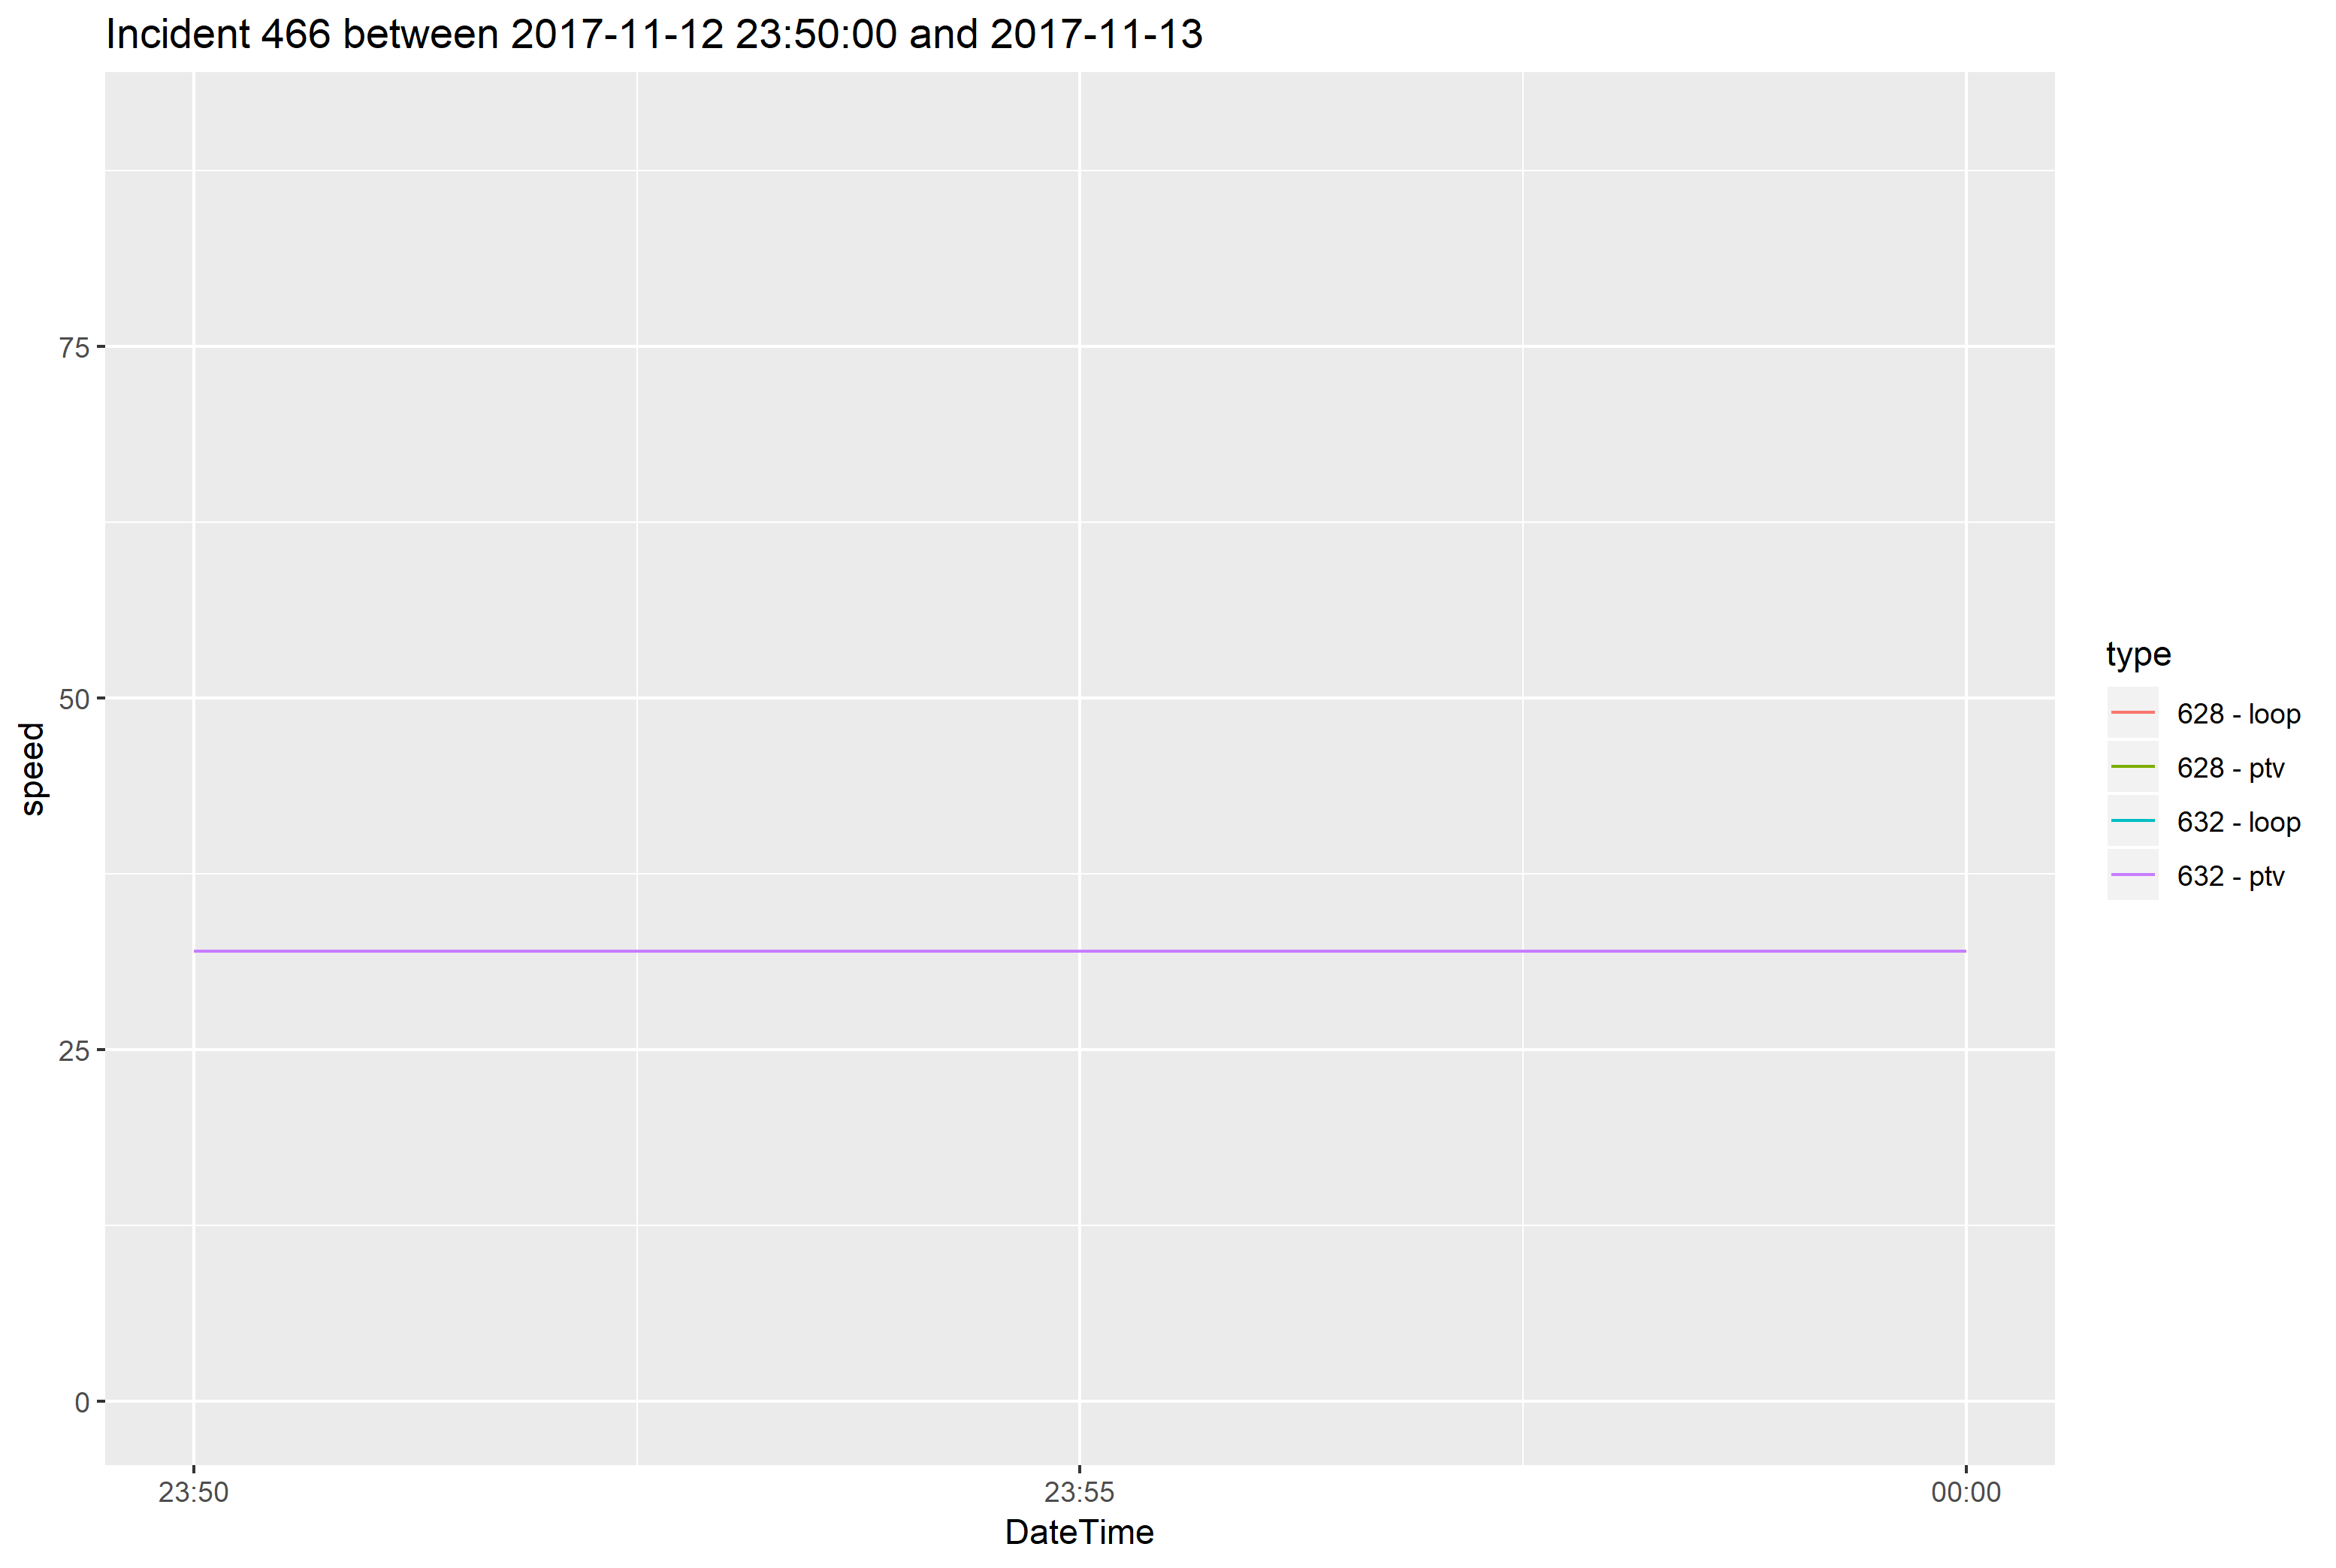 Incident 466 between 2017-11-12 23:50:00 and 2017-11-13
75
50
25
0
speed
23:50
23:55
00:00
DateTime
type
628 - loop
628 - ptv
632 - loop
632 - ptv